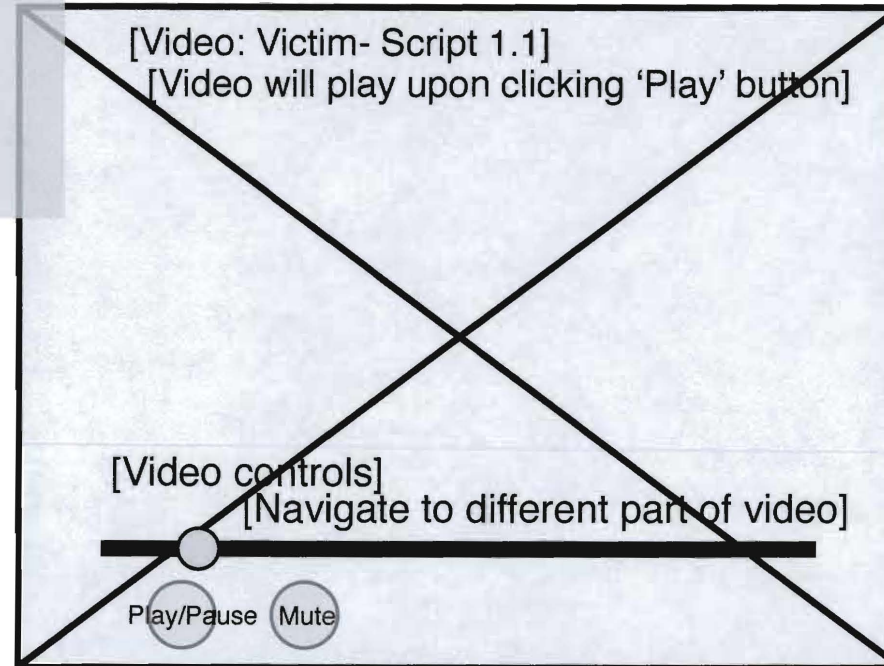 [Video: Victim- Script 1.1]
[Video will play upon clicking ‘Play’ button]
[Video controls]
[Navigate to different part of video]
Play/Pause Mute